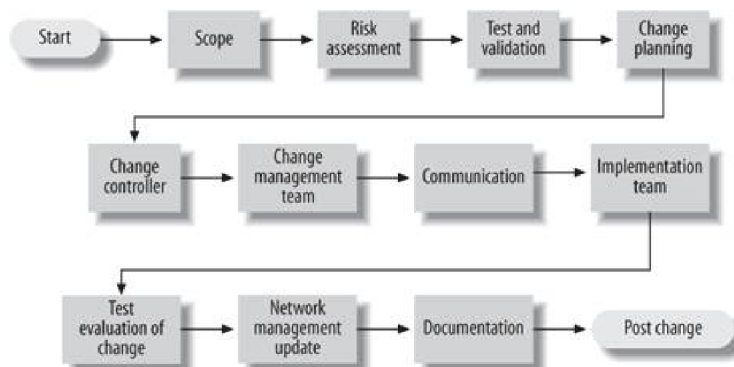 Start
Scope
Risk
assessment
Test and
validation
Change
planning
Change
controller
Change
management
team
Communication
Implementation
team
Test
evaluation of
change
Network
management
update
Documentation
Post change